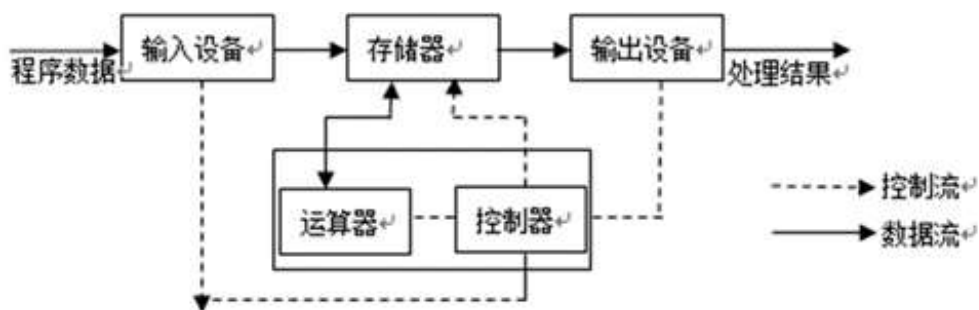 程序数据
输入设备
存储器
输出设备
处理结果
运算器
控制器
控制流
数据流